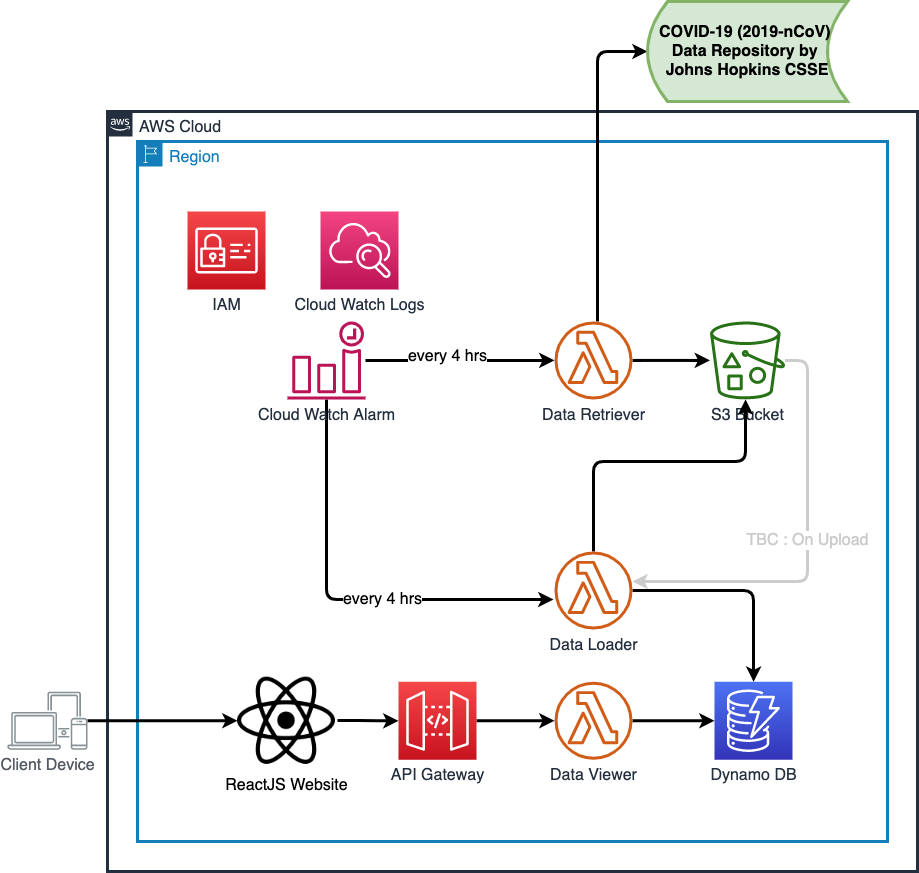 COVID-19 (2019-nCoV)
Data Repository by
Johns Hopkins CSSE
aws
AWS Cloud
Region
IAM
Cloud Watch Logs
every 4 hrs
Cloud Watch Alarm
Data Retriever
S3 Bucket
TBC : On Upload
every 4 hrs
Data Loader
</>
Client Device
ReactJS Website
API Gateway
Data Viewer
Dynamo DB